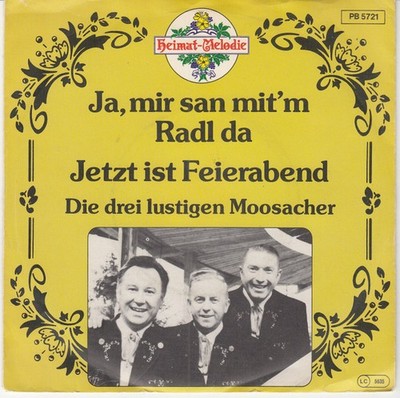 PB 5721
Heimat-Melodie
Ja, mir san mit'm
Radl da
Jetzt ist Feierabend
Die drei lustigen Moosacher
LC